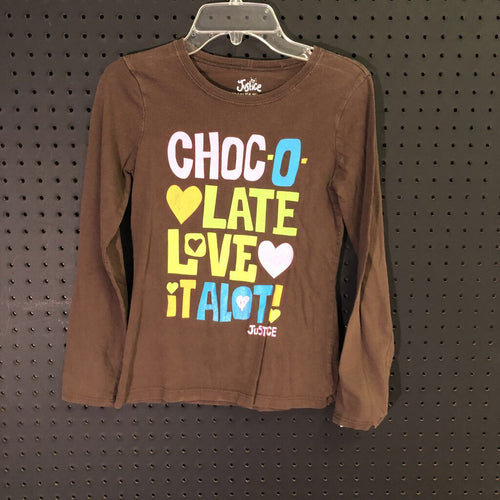 Justice
CHOC-O-
LATE
LOVE
iT ALOT!
JUSTICE